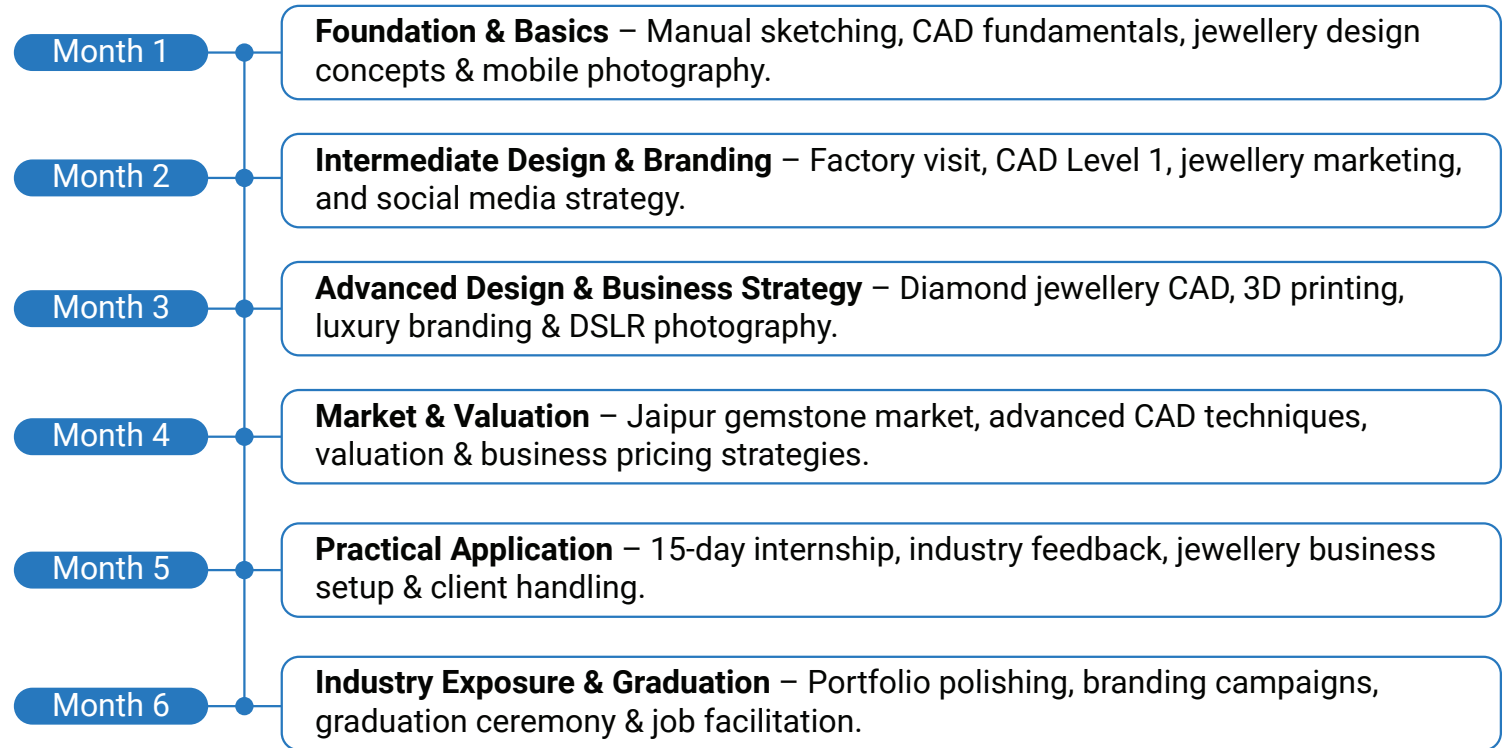 Month 1
Foundation & Basics – Manual sketching, CAD fundamentals, jewellery design
concepts & mobile photography.
Month 2
Intermediate Design & Branding – Factory visit, CAD Level 1, jewellery marketing,
and social media strategy.
Month 3
Advanced Design & Business Strategy – Diamond jewellery CAD, 3D printing,
luxury branding & DSLR photography.
Month 4
Market & Valuation – Jaipur gemstone market, advanced CAD techniques,
valuation & business pricing strategies.
Month 5
Practical Application – 15-day internship, industry feedback, jewellery business
setup & client handling.
Month 6
Industry Exposure & Graduation – Portfolio polishing, branding campaigns,
graduation ceremony & job facilitation.